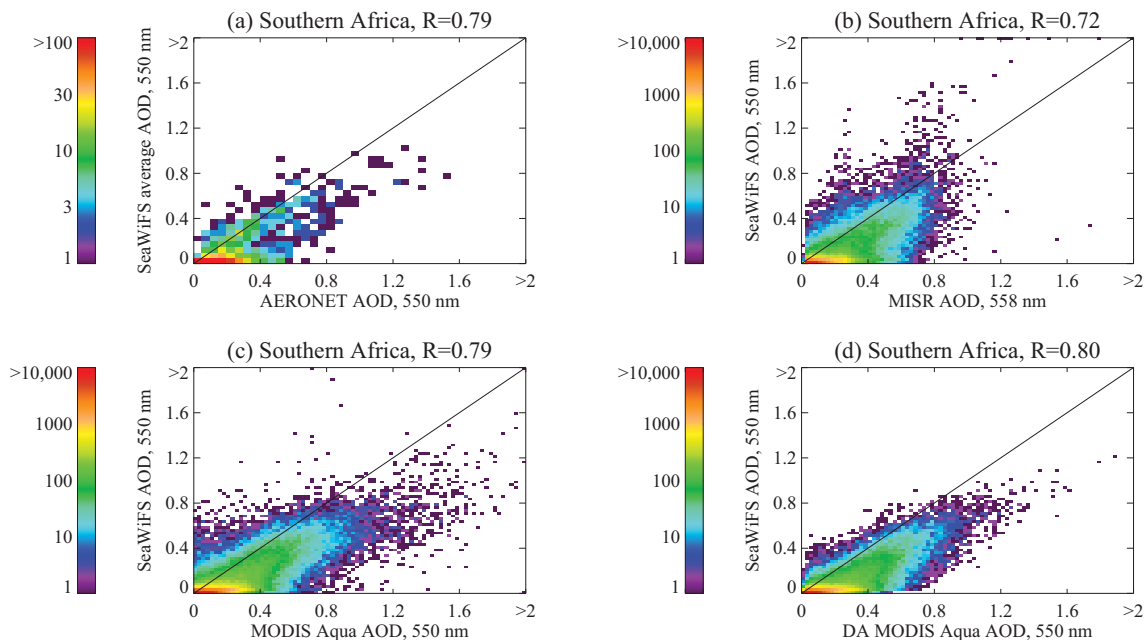 (a) Southern Africa, R=0.79
>100
30
10
3
1
SeaWiFS average AOD, 550 nm
>2
1.6
1.2
0.8
0.4
0
0 0.4 0.8 1.2 1.6 >2
AERONET AOD, 550 nm
(b) Southern Africa, R=0.72
>10,000
1000
100
10
1
SeaWiFS AOD, 550 nm
>2
1.6
1.2
0.8
0.4
0
0 0.4 0.8 1.2 1.6 >2
MISR AOD, 558 nm
(c) Southern Africa, R=0.79
>10,000
1000
100
10
1
SeaWiFS AOD, 550 nm
>2
1.6
1.2
0.8
0.4
0
0 0.4 0.8 1.2 1.6 >2
MODIS Aqua AOD, 550 nm
(d) Southern Africa, R=0.80
>10,000
1000
100
10
1
SeaWiFS AOD, 550 nm
>2
1.6
1.2
0.8
0.4
0
0 0.4 0.8 1.2 1.6 >2
DA MODIS Aqua AOD, 550 nm